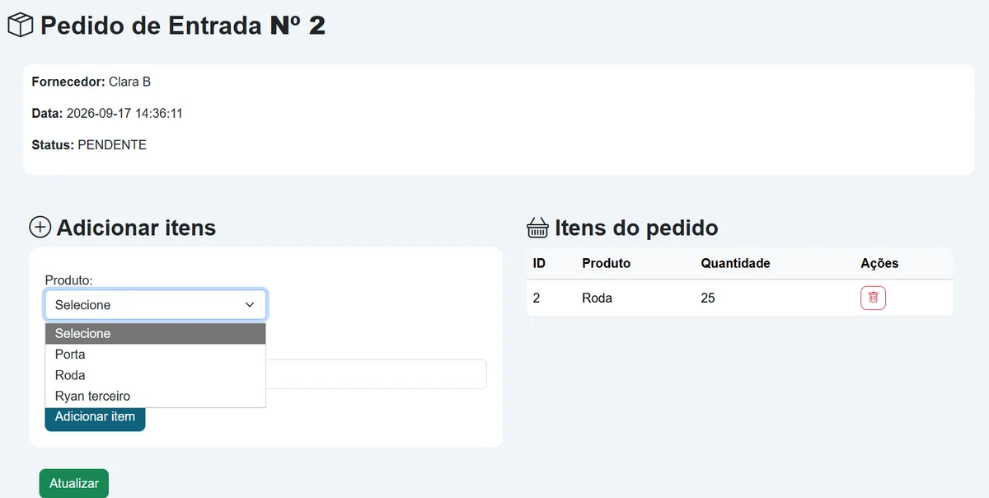 Pedido de Entrada Nº 2
Fornecedor: Clara B
Data: 2026-09-17 14:36:11
Status: PENDENTE
Adicionar itens
Produto:
Selecione
Selecione
Porta
Roda
Ryan terceiro
Adicionar item
Atualizar
Itens do pedido
ID Produto Quantidade Ações
2 Roda 25